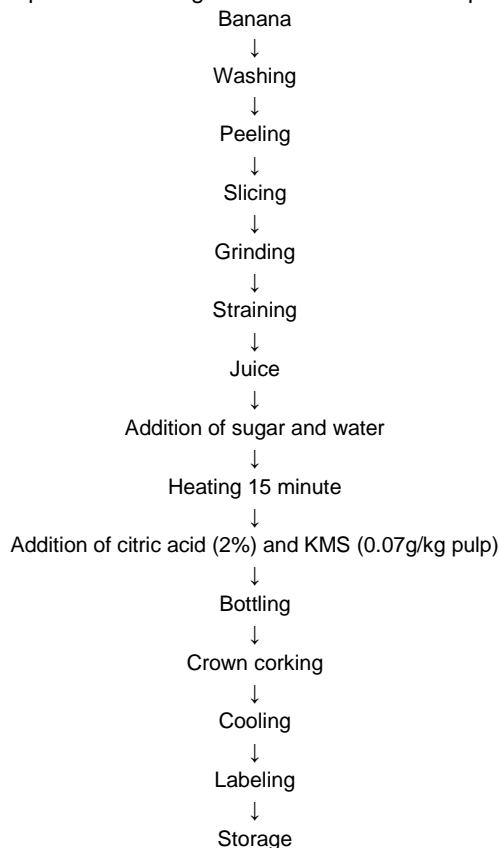 Banana
↓
Washing
↓
Peeling
↓
Slicing
↓
Grinding
↓
Straining
↓
Juice
↓
Addition of sugar and water
↓
Heating 15 minute
↓
Addition of citric acid (2%) and KMS (0.07g/kg pulp)
↓
Bottling
↓
Crown corking
↓
Cooling
↓
Labeling
↓
Storage